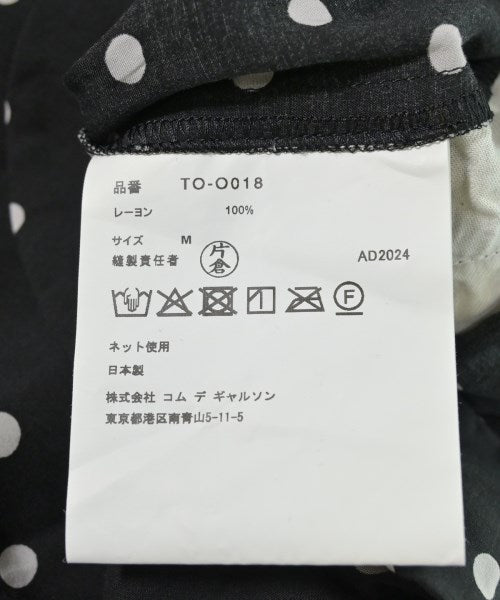 品番 TO-O018
レーヨン 100%
サイズ M
縫製責任者 片倉 AD2024
F
ネット使用
日本製
株式会社 コム デ ギャルソン
東京都港区南青山5-11-5